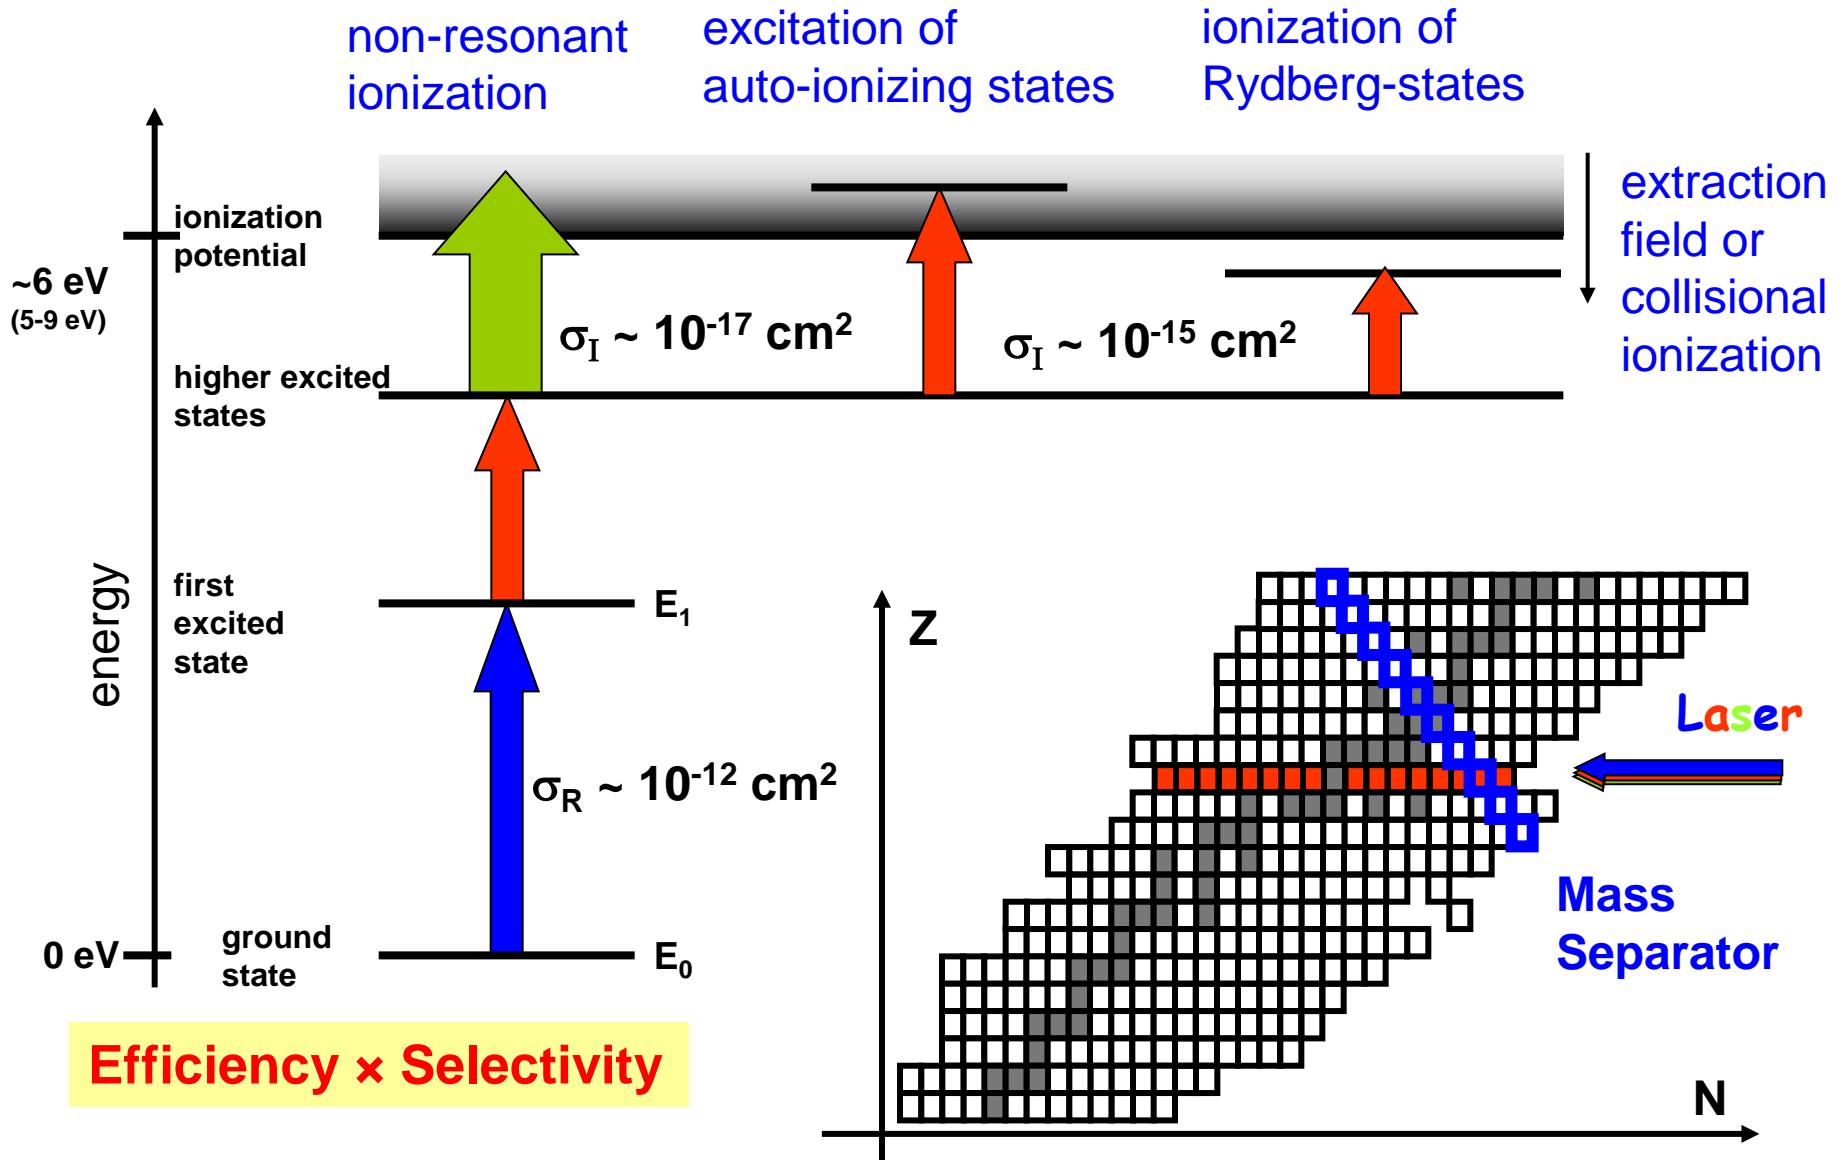 non-resonant
ionization
excitation of
auto-ionizing states
ionization of
Rydberg-states
extraction
field or
collisional
ionization
ionization
potential
~6 eV
(5-9 eV)
σI ~ 10-17 cm2
σI ~ 10-15 cm2
higher excited
states
energy
first
excited
state
E1
σR ~ 10-12 cm2
0 eV
ground
state
E0
Efficiency × Selectivity
Z
Laser
Mass
Separator
N